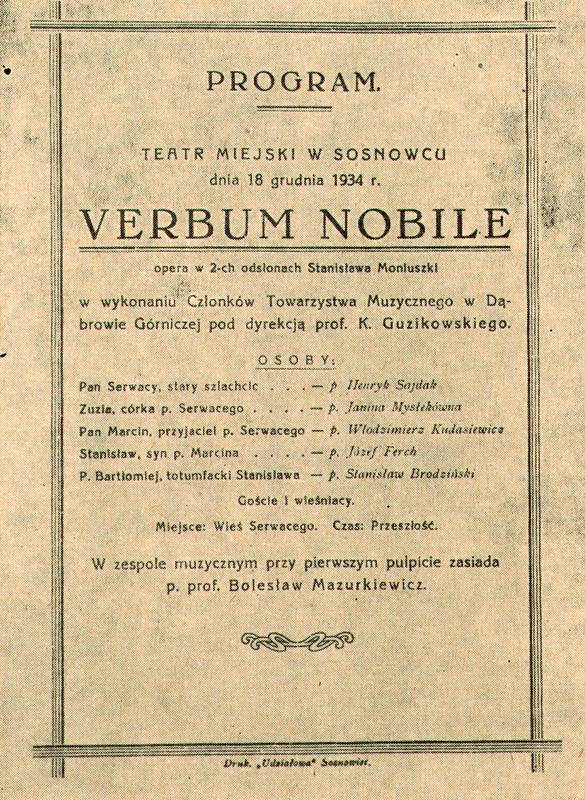 PROGRAM.
TEATR MIEJSKI W SOSNOWCU
dnia 18 grudnia 1934 r.
VERBUM NOBILE
opera w 2-ch odsłonach Stanisława Moniuszki
w wykonaniu Członków Towarzystwa Muzycznego w Dą-
browie Górniczej pod dyrekcją prof. K. Guzikowskiego.
OSOBY:
Pan Serwacy, stary szlachcic . . . — p. Henryk Sajdak
Zuzia, córka p. Serwacego . . . . — p. Janina Mysłekówna
Pan Marcin, przyjaciel p. Serwacego — p. Włodzimierz Kudasiewicz
Stanisław, syn p. Marcina . . . . — p. Józef Ferch
P. Bartłomiej, totumfacki Stanisława — p. Stanisław Brodziński
Goście i wieśniacy.
Miejsce: Wieś Serwacego. Czas: Przeszłość.
W zespole muzycznym przy pierwszym pulpicie zasiada
p. prof. Bolesław Mazurkiewicz.
Druk. „Udziałowa" Sosnowiec.